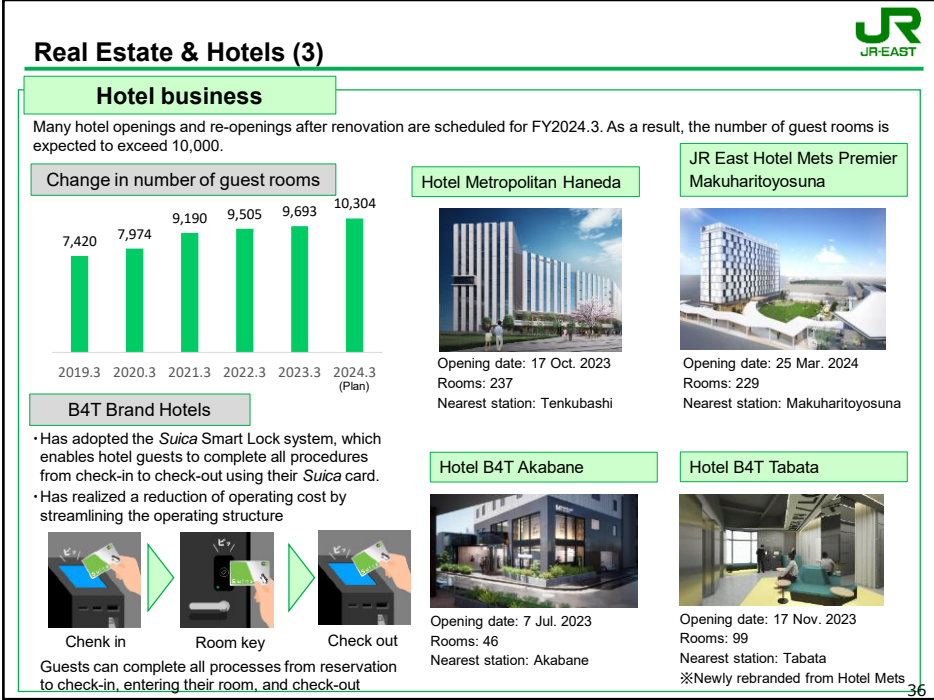 JR
JR-EAST
Real Estate & Hotels (3)
Hotel business
Many hotel openings and re-openings after renovation are scheduled for FY2024.3. As a result, the number of guest rooms is
expected to exceed 10,000.
Change in number of guest rooms
7,420
7,974
9,190
9,505
9,693
10,304
2019.3
2020.3
2021.3
2022.3
2023.3
2024.3
(Plan)
B4T Brand Hotels
・Has adopted the Suica Smart Lock system, which
enables hotel guests to complete all procedures
from check-in to check-out using their Suica card.
・Has realized a reduction of operating cost by
streamlining the operating structure
ピッ
ピッ
ピッ
Chenk in
Room key
Check out
Guests can complete all processes from reservation
to check-in, entering their room, and check-out
Hotel Metropolitan Haneda
Opening date: 17 Oct. 2023
Rooms: 237
Nearest station: Tenkubashi
JR East Hotel Mets Premier
Makuharitoyosuna
Opening date: 25 Mar. 2024
Rooms: 229
Nearest station: Makuharitoyosuna
Hotel B4T Akabane
Opening date: 7 Jul. 2023
Rooms: 46
Nearest station: Akabane
Hotel B4T Tabata
Opening date: 17 Nov. 2023
Rooms: 99
Nearest station: Tabata
※Newly rebranded from Hotel Mets
36